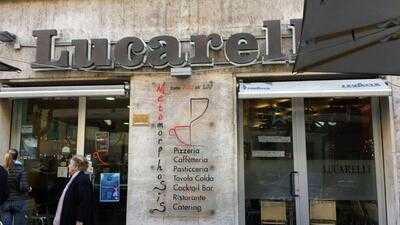 Lucarelli
Metamorphosis
Pizzeria
Caffetteria
Pasticceria
Tavola Calda
Cocktail Bar
Ristorante
Catering
LUCARELLI